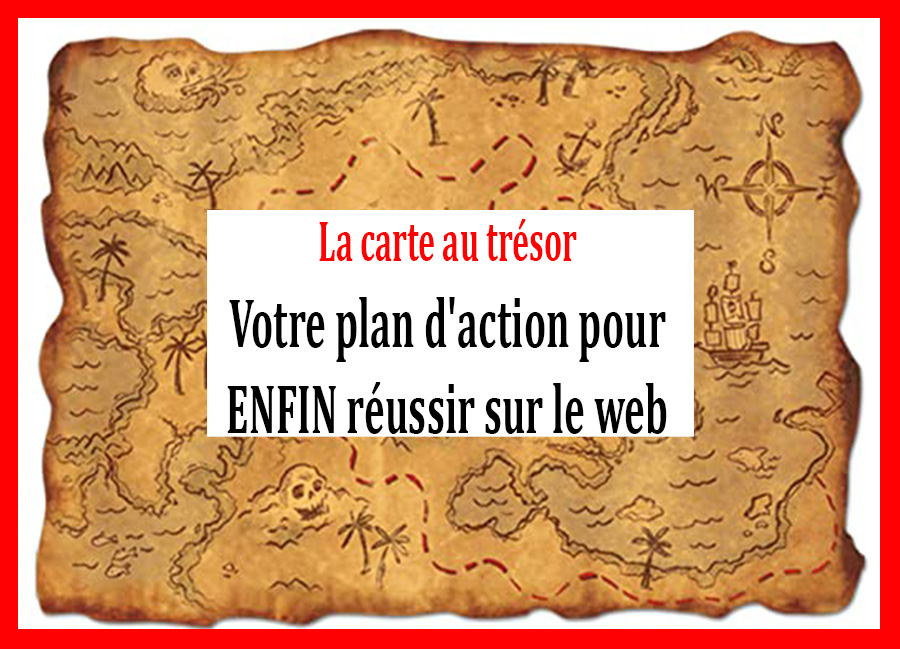 La carte au trésor
Votre plan d'action pour
ENFIN réussir sur le web
N
W
S